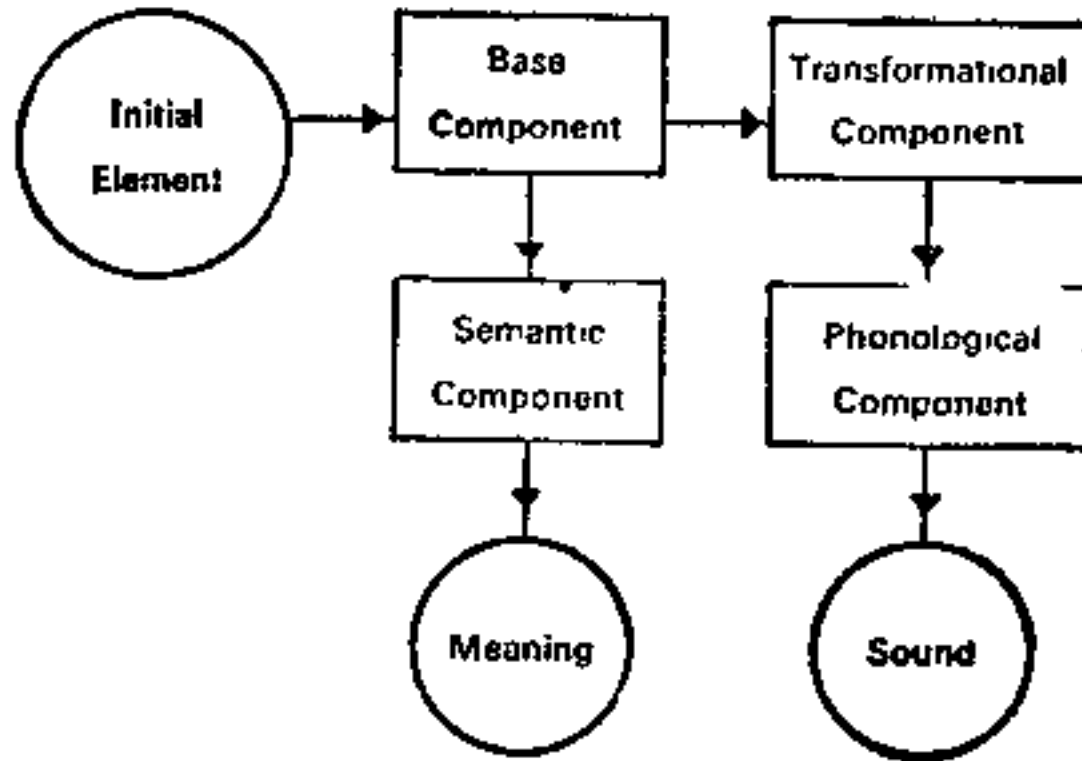 Initial
Element
Base
Component
Transformational
Component
Semantic
Component
Phonological
Component
Meaning
Sound